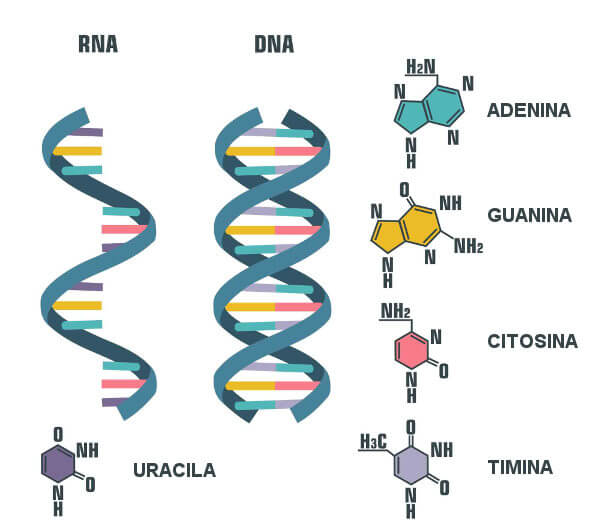 RNA
DNA
H₂N
N
N
N
N
H
ADENINA
O
N
NH
N
NH₂
N
H
GUANINA
NH₂
N
O
N
H
CITOSINA
O
NH
O
N
H
URACILA
O
H₃C
NH
O
N
H
TIMINA